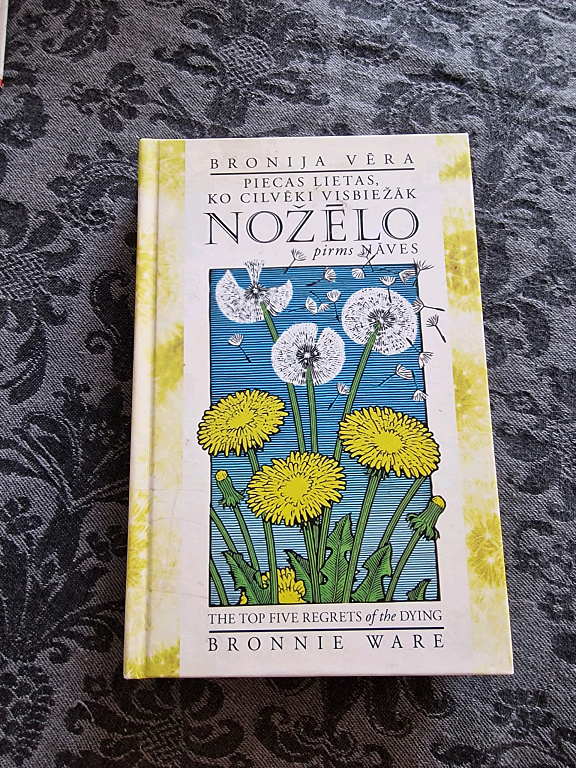 BRONIJA VĒRA
PIECAS LIETAS,
KO CILVĒKI VISBIEŽĀK
NOŽĒLO
pirms NĀVES
THE TOP FIVE REGRETS of the DYING
BRONNIE WARE